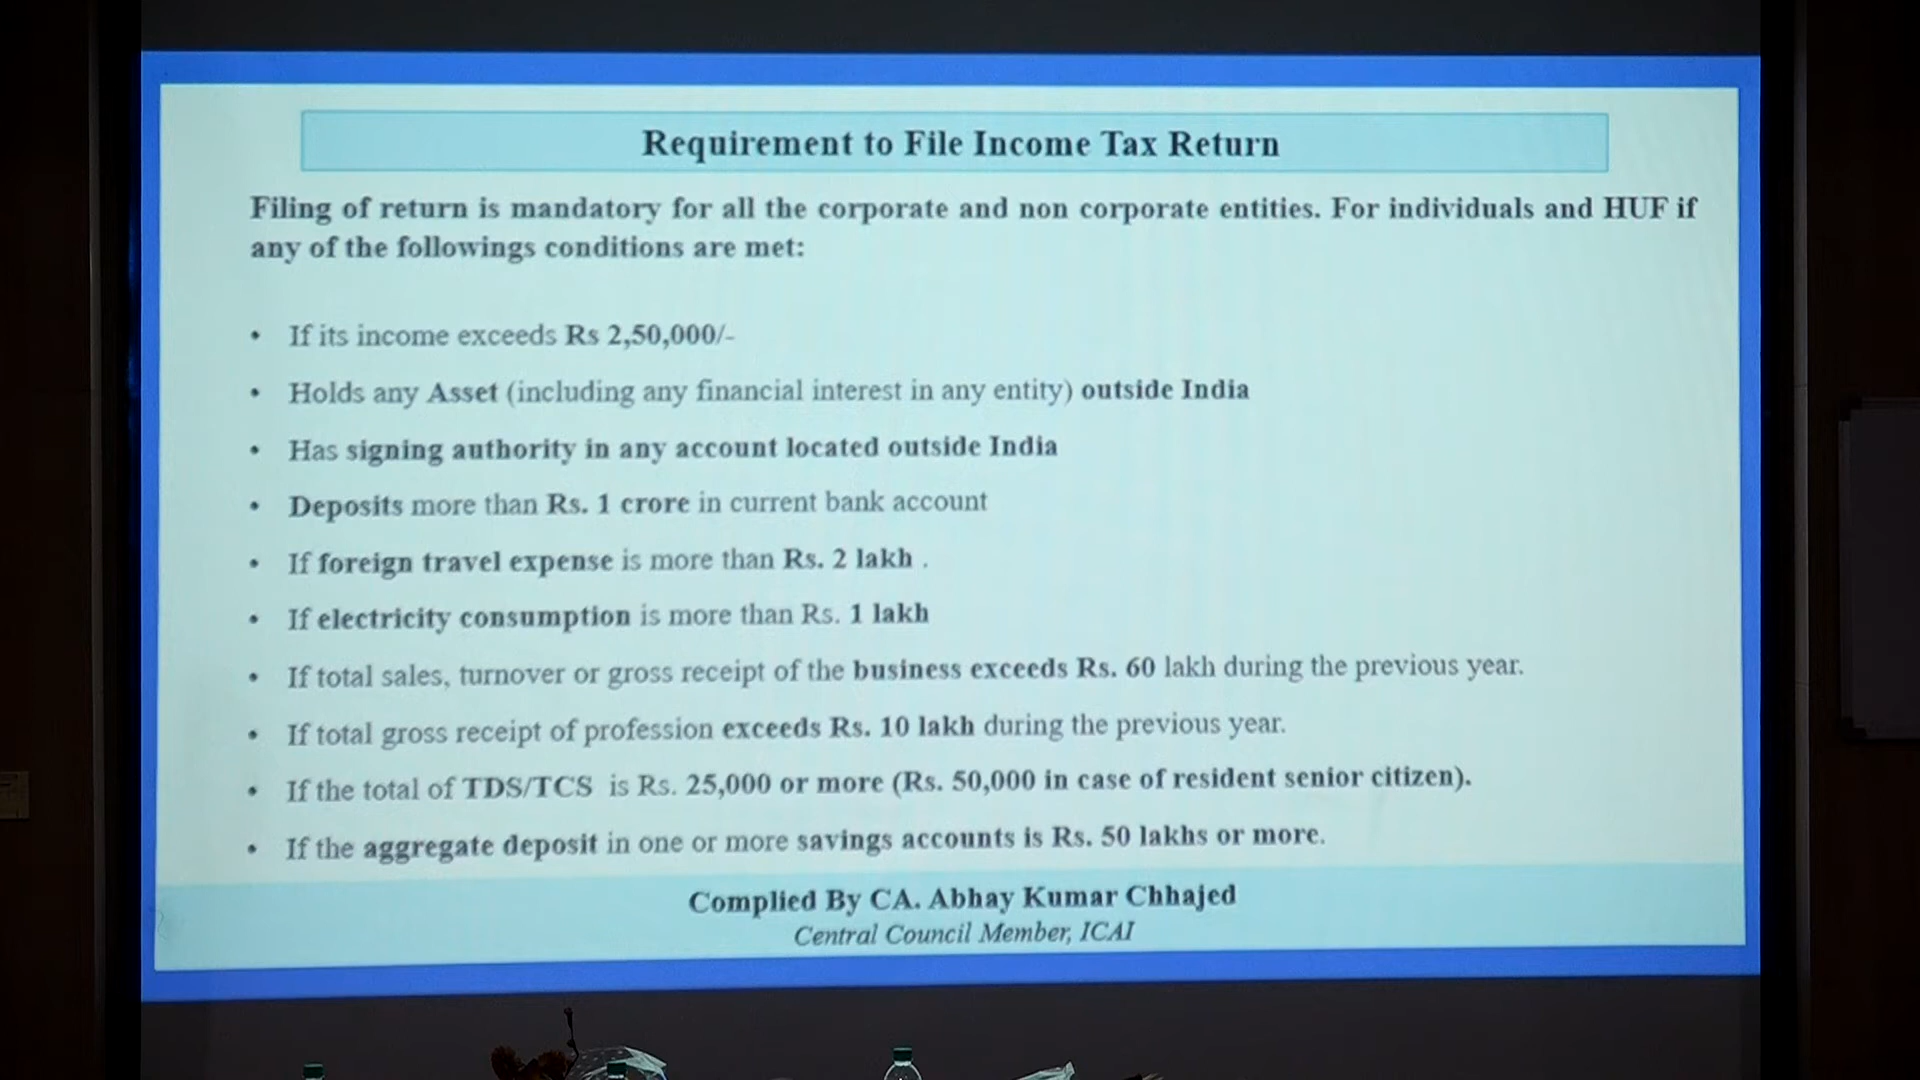 Requirement to File Income Tax Return
Filing of return is mandatory for all the corporate and non corporate entities. For individuals and HUF if
any of the followings conditions are met:
• If its income exceeds Rs 2,50,000/-
• Holds any Asset (including any financial interest in any entity) outside India
• Has signing authority in any account located outside India
• Deposits more than Rs. 1 crore in current bank account
• If foreign travel expense is more than Rs. 2 lakh .
• If electricity consumption is more than Rs. 1 lakh
• If total sales, turnover or gross receipt of the business exceeds Rs. 60 lakh during the previous year.
• If total gross receipt of profession exceeds Rs. 10 lakh during the previous year.
• If the total of TDS/TCS is Rs. 25,000 or more (Rs. 50,000 in case of resident senior citizen).
• If the aggregate deposit in one or more savings accounts is Rs. 50 lakhs or more.
Complied By CA. Abhay Kumar Chhajed
Central Council Member, ICAI